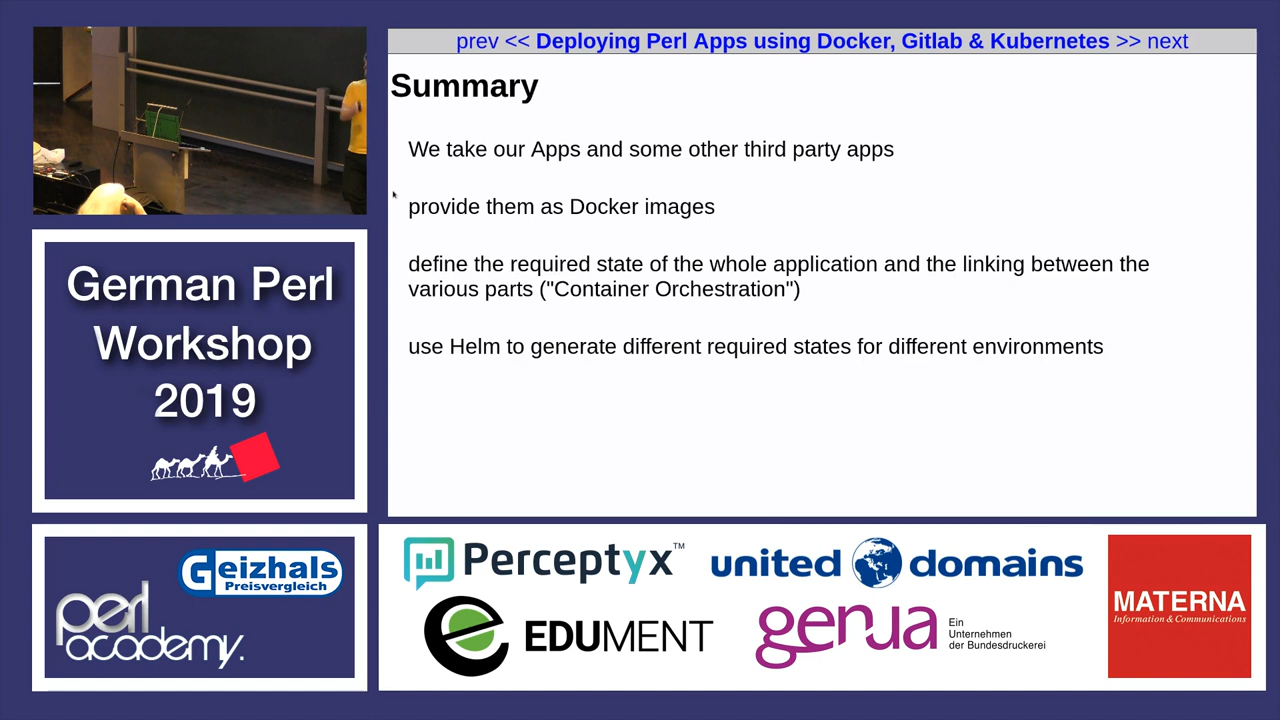 prev << Deploying Perl Apps using Docker, Gitlab & Kubernetes >> next
Summary
We take our Apps and some other third party apps
provide them as Docker images
define the required state of the whole application and the linking between the
various parts ("Container Orchestration")
use Helm to generate different required states for different environments
German Perl
Workshop
2019
Geizhals
Preisvergleich
perl
academy.
Perceptyx™
united domains
EDUMENT
genua
Ein
Unternehmen
der Bundesdruckerei
MATERNA
Information & Communications